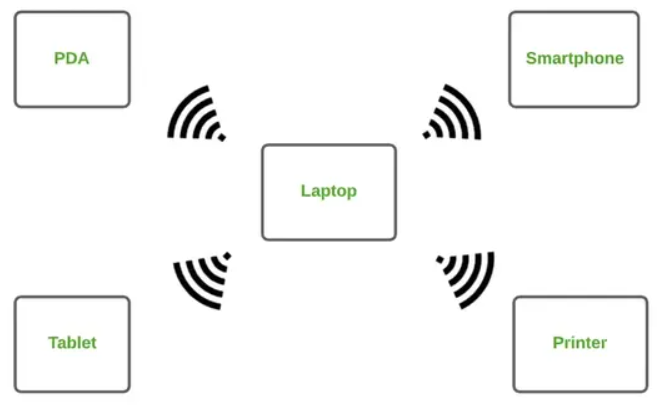 PDA
Smartphone
Laptop
Tablet
Printer